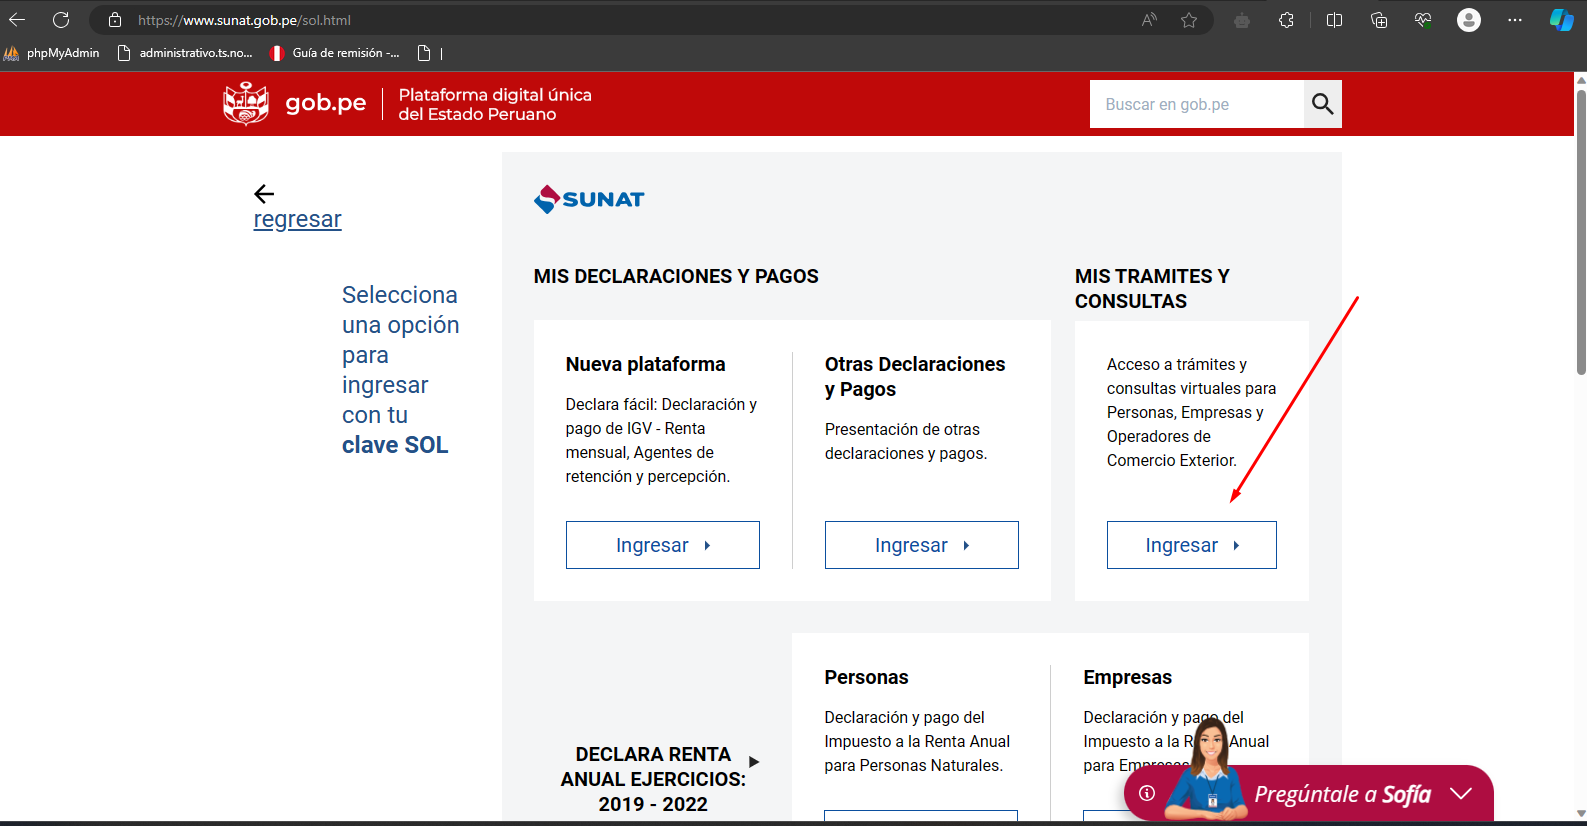 https://www.sunat.gob.pe/sol.html
phpMyAdmin
administrativo.ts.no...
Guía de remisión -...
gob.pe
Plataforma digital única
del Estado Peruano
Buscar en gob.pe
regresar
Selecciona
una opción
para
ingresar
con tu
clave SOL
SUNAT
MIS DECLARACIONES Y PAGOS
Nueva plataforma
Declara fácil: Declaración y
pago de IGV - Renta
mensual, Agentes de
retención y percepción.
Ingresar
Otras Declaraciones
y Pagos
Presentación de otras
declaraciones y pagos.
Ingresar
MIS TRAMITES Y
CONSULTAS
Acceso a trámites y
consultas virtuales para
Personas, Empresas y
Operadores de
Comercio Exterior.
Ingresar
DECLARA RENTA
ANUAL EJERCICIOS:
2019 - 2022
Personas
Declaración y pago del
Impuesto a la Renta Anual
para Personas Naturales.
Empresas
Declaración y pago del
Impuesto a la Anual
para
Pregúntale a Sofía